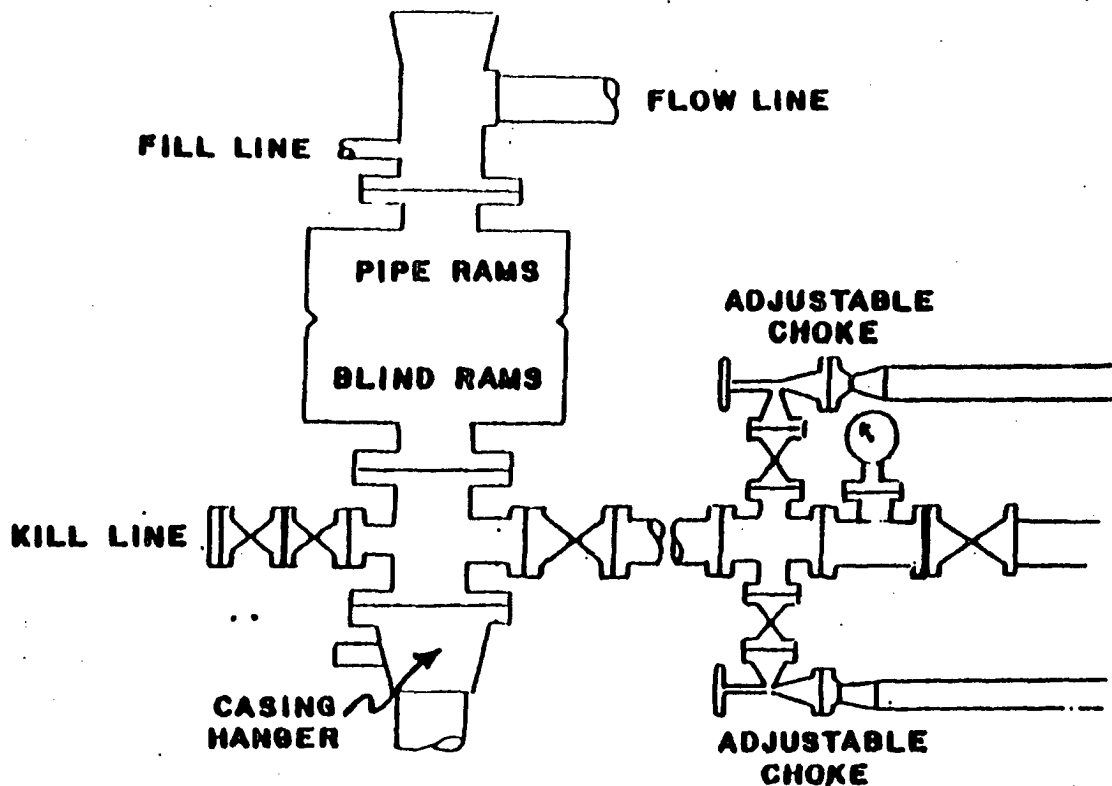 FLOW LINE
FILL LINE
PIPE RAMS
BLIND RAMS
ADJUSTABLE
CHOKE
KILL LINE
CASING
HANGER
ADJUSTABLE
CHOKE